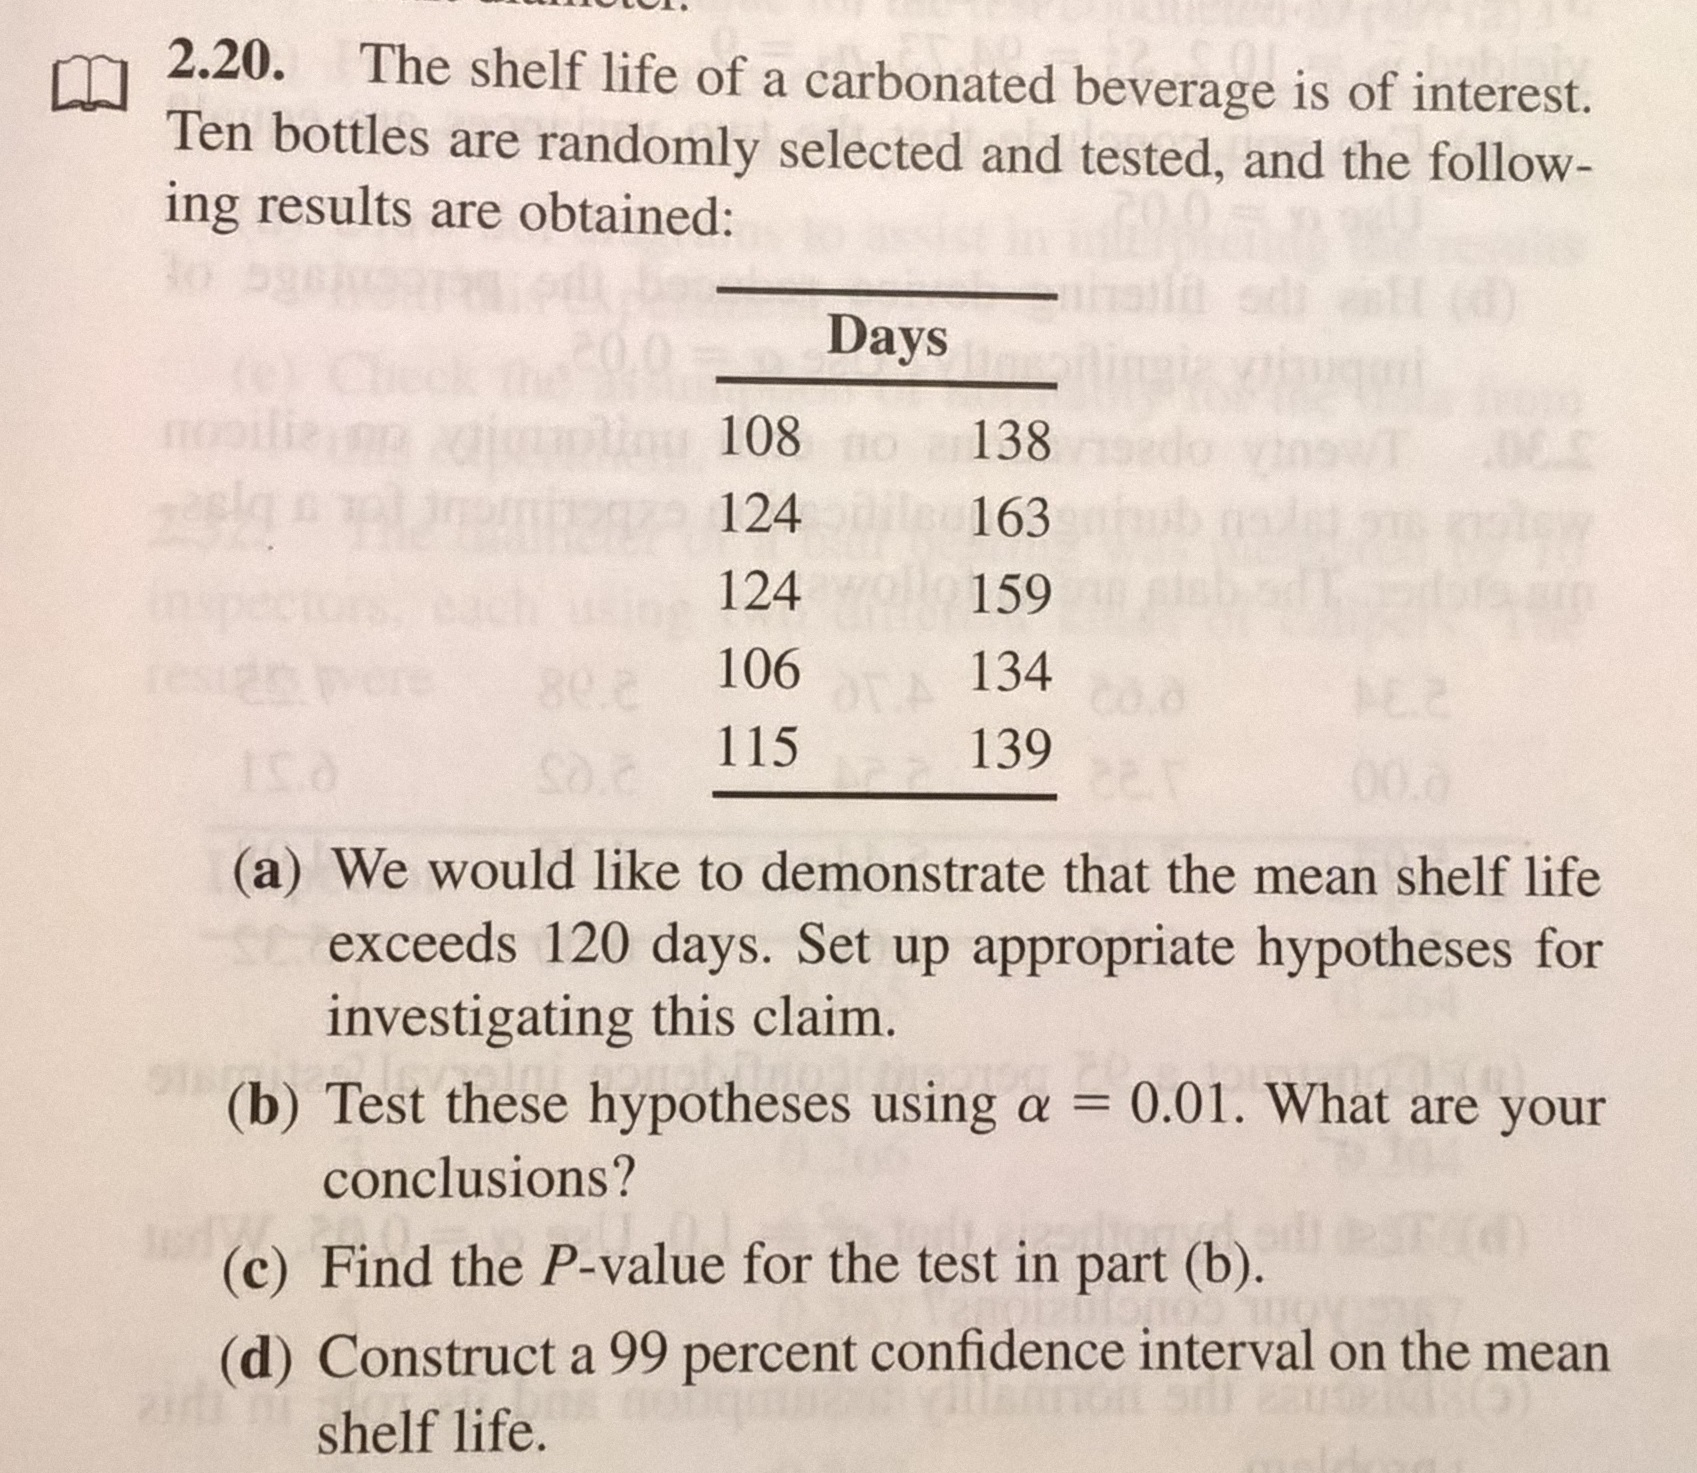 2.20. The shelf life of a carbonated beverage is of interest.
Ten bottles are randomly selected and tested, and the follow-
ing results are obtained:
Days
108 138
124 163
124 159
106 134
115 139
(a) We would like to demonstrate that the mean shelf life
exceeds 120 days. Set up appropriate hypotheses for
investigating this claim.
(b) Test these hypotheses using α = 0.01. What are your
conclusions?
(c) Find the P-value for the test in part (b).
(d) Construct a 99 percent confidence interval on the mean
shelf life.